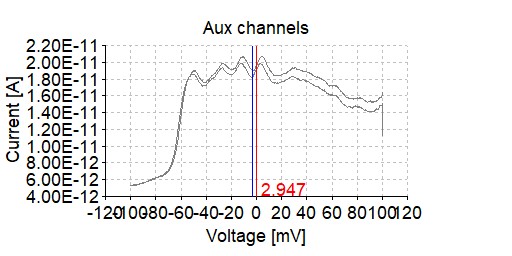 Aux channels
Current [A]
2.20E-11
2.00E-11
1.80E-11
1.60E-11
1.40E-11
1.20E-11
1.00E-11
8.00E-12
6.00E-12
4.00E-12
2.947
-120 -100 -80 -60 -40 -20 0 20 40 60 80 100 120
Voltage [mV]